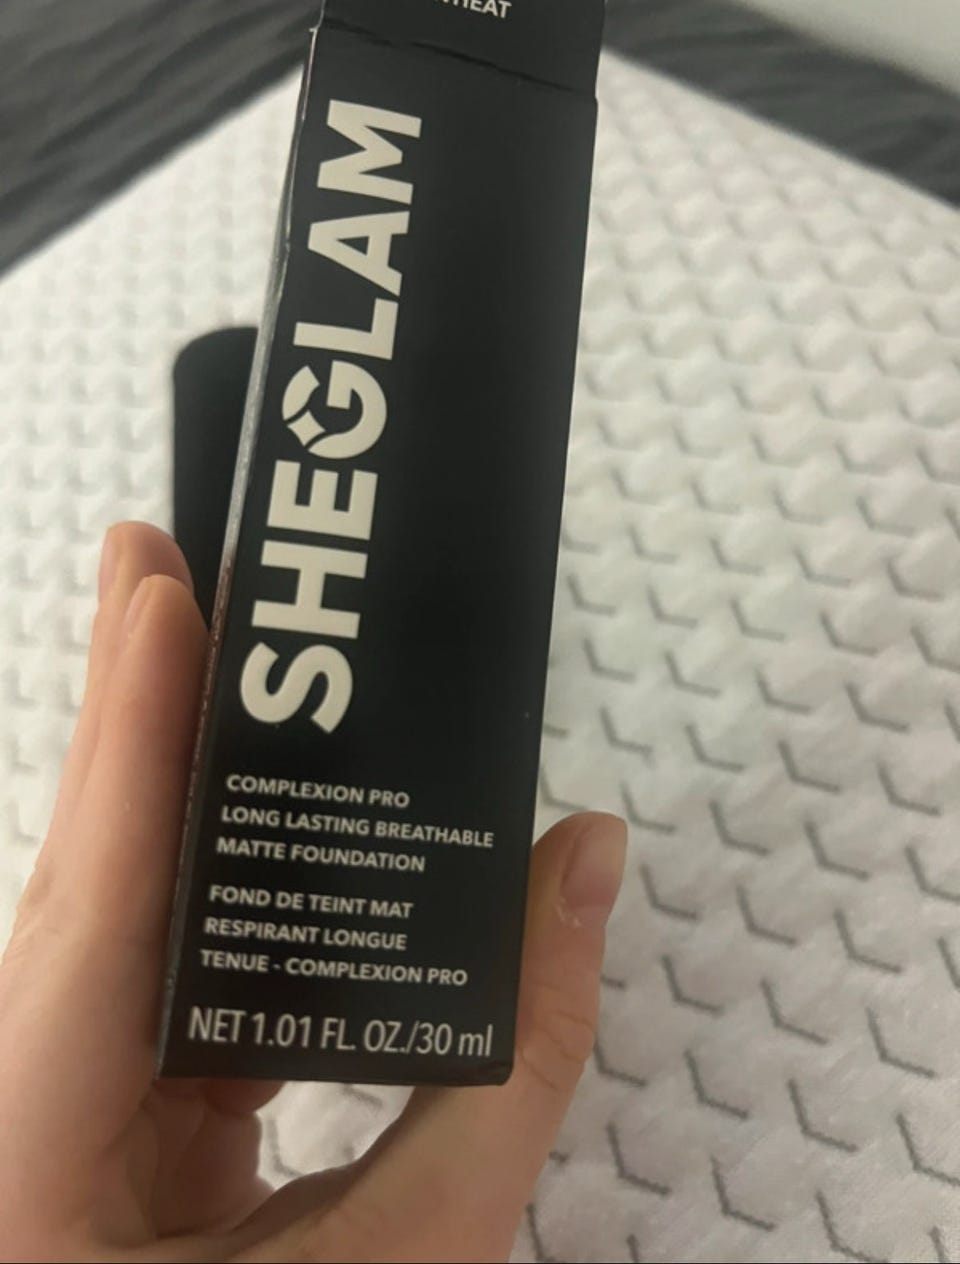 SHEGLAM
COMPLEXION PRO
LONG LASTING BREATHABLE
MATTE FOUNDATION
FOND DE TEINT MAT
RESPIRANT LONGUE
TENUE - COMPLEXION PRO
NET 1.01 FL. OZ./30 ml